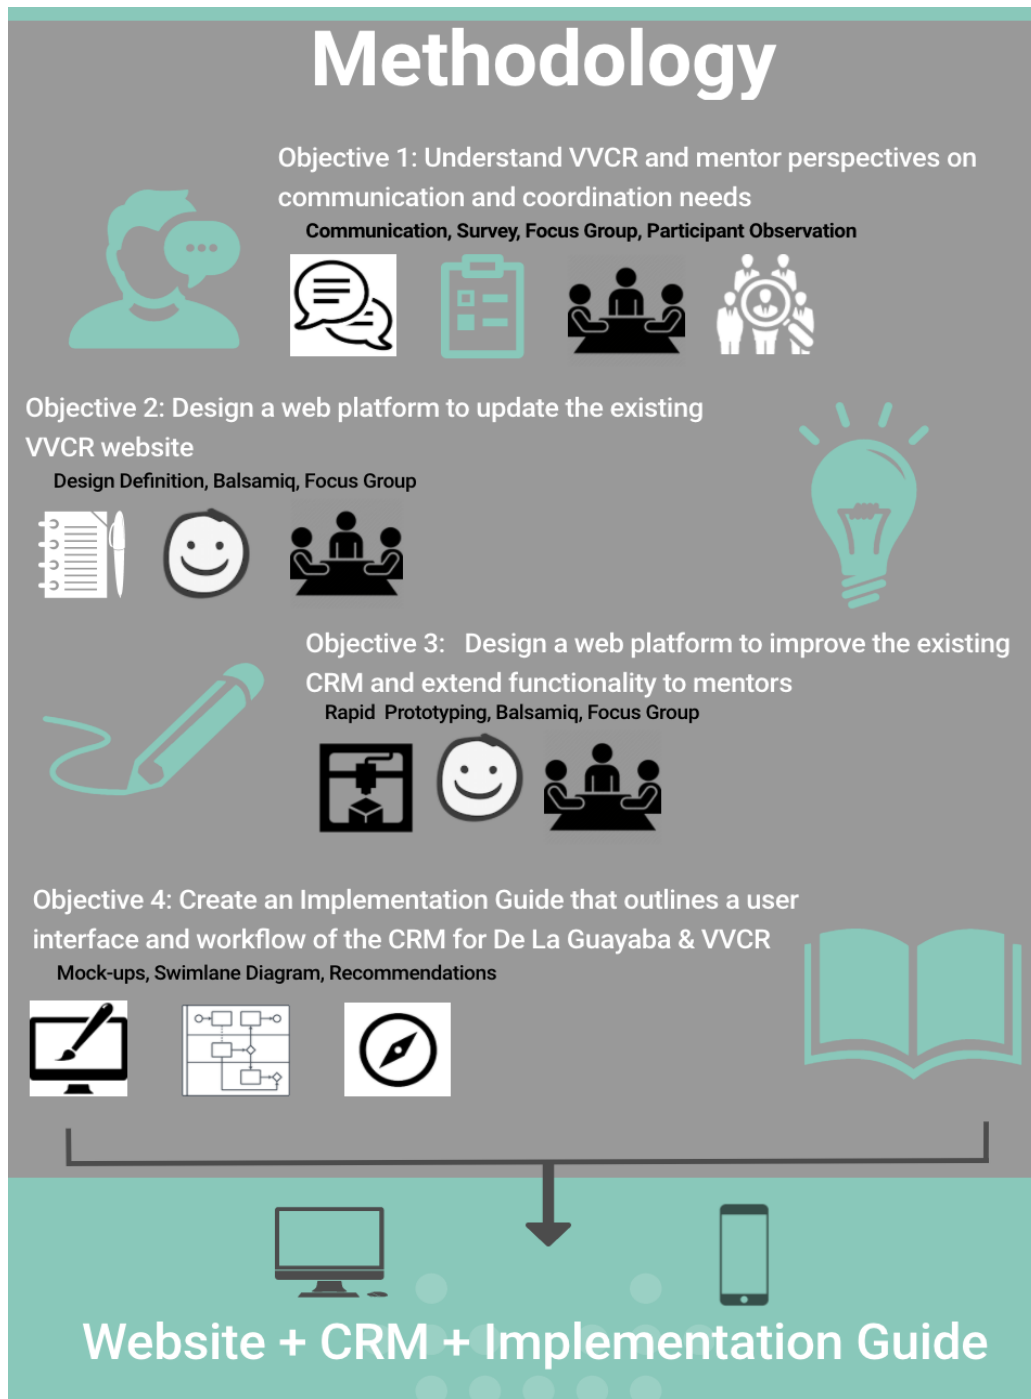 Methodology
Objective 1: Understand VVCR and mentor perspectives on
communication and coordination needs
Communication, Survey, Focus Group, Participant Observation
Objective 2: Design a web platform to update the existing
VVCR website
Design Definition, Balsamiq, Focus Group
Objective 3: Design a web platform to improve the existing
CRM and extend functionality to mentors
Rapid Prototyping, Balsamiq, Focus Group
Objective 4: Create an Implementation Guide that outlines a user
interface and workflow of the CRM for De La Guayaba & VVCR
Mock-ups, Swimlane Diagram, Recommendations
Website + CRM + Implementation Guide